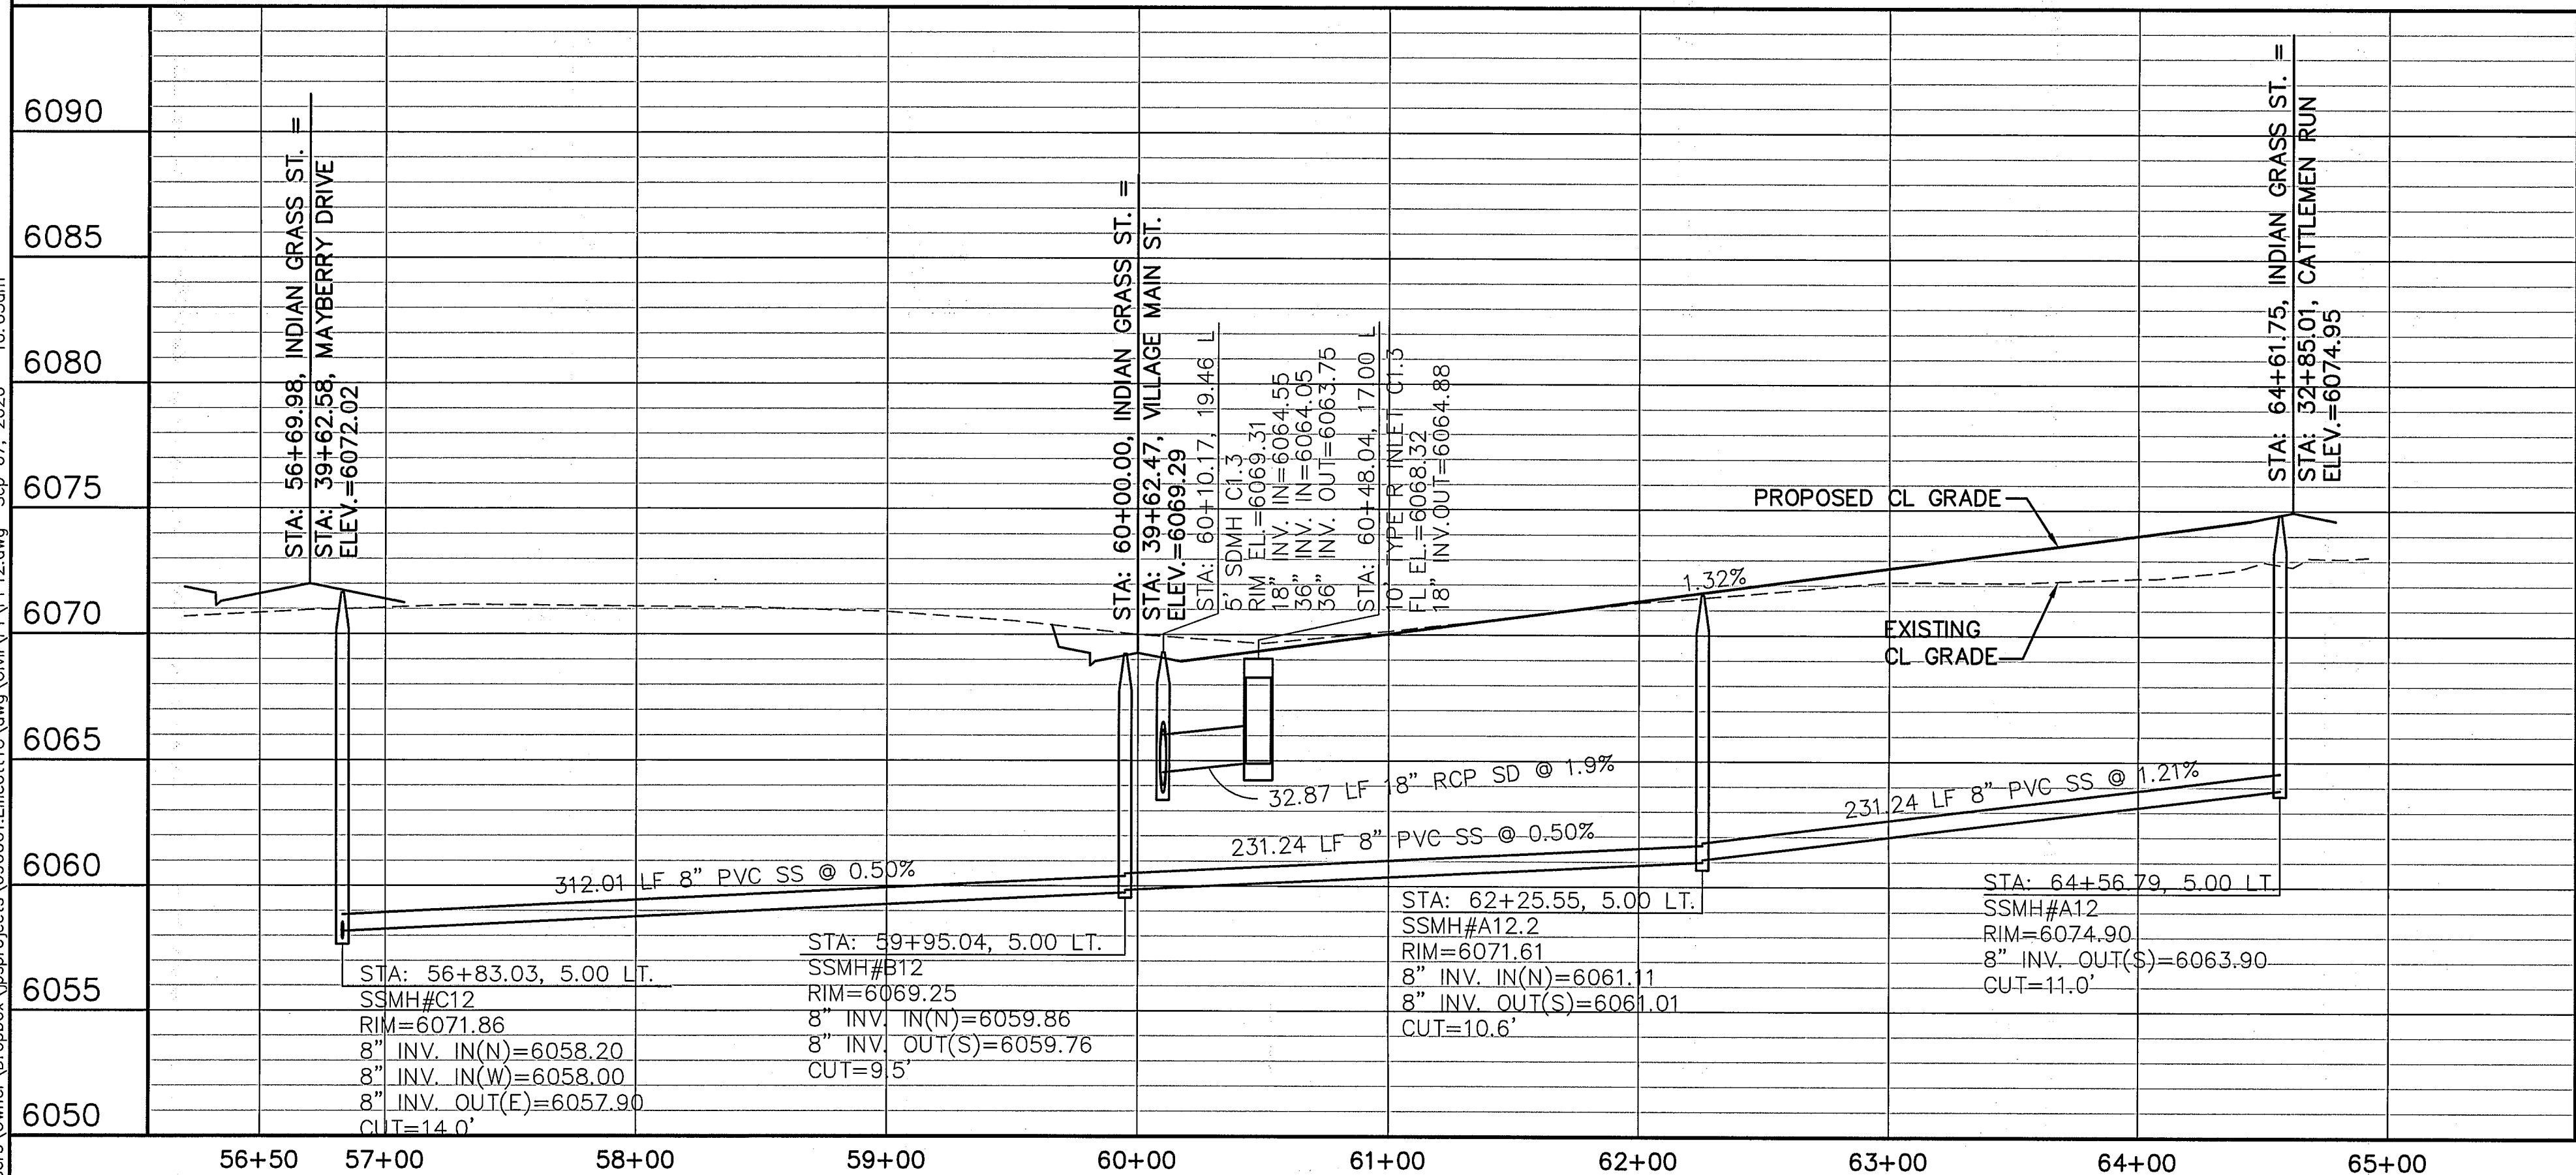 6090
6085
6080
6075
6070
6065
6060
6055
6050
STA: 56+69.98, INDIAN GRASS ST. =
STA: 39+62.58, MAYBERRY DRIVE
ELEV.=6072.02
STA: 60+00.00, INDIAN GRASS ST. =
STA: 39+62.47, VILLAGE MAIN ST.
ELEV.=6069.29
STA: 60+10.17, 19.46 L
5' SDMH C1.3
RIM EL.=6069.31
18" INV. IN=6064.55
36" INV. IN=6064.05
36" INV. OUT=6063.75
STA: 60+48.04, 17.00 L
10' TYPE R INLET C1.3
FL EL.=6068.32
18" INV.OUT=6064.88
STA: 64+61.75, INDIAN GRASS ST. =
STA: 32+85.01, CATTLEMEN RUN
ELEV.=6074.95
PROPOSED CL GRADE
1.32%
EXISTING
CL GRADE
32.87 LF 18" RCP SD @ 1.9%
312.01 LF 8" PVC SS @ 0.50%
231.24 LF 8" PVC SS @ 0.50%
231.24 LF 8" PVC SS @ 1.21%
STA: 56+83.03, 5.00 LT.
SSMH#C12
RIM=6071.86
8" INV. IN(N)=6058.20
8" INV. IN(W)=6058.00
8" INV. OUT(E)=6057.90
CUT=14.0'
STA: 59+95.04, 5.00 LT.
SSMH#B12
RIM=6069.25
8" INV. IN(N)=6059.86
8" INV. OUT(S)=6059.76
CUT=9.5'
STA: 62+25.55, 5.00 LT.
SSMH#A12.2
RIM=6071.61
8" INV. IN(N)=6061.11
8" INV. OUT(S)=6061.01
CUT=10.6'
STA: 64+56.79, 5.00 LT
SSMH#A12
RIM=6074.90
8" INV. OUT(S)=6063.90
CUT=11.0'
56+50 57+00 58+00 59+00 60+00 61+00 62+00 63+00 64+00 65+00